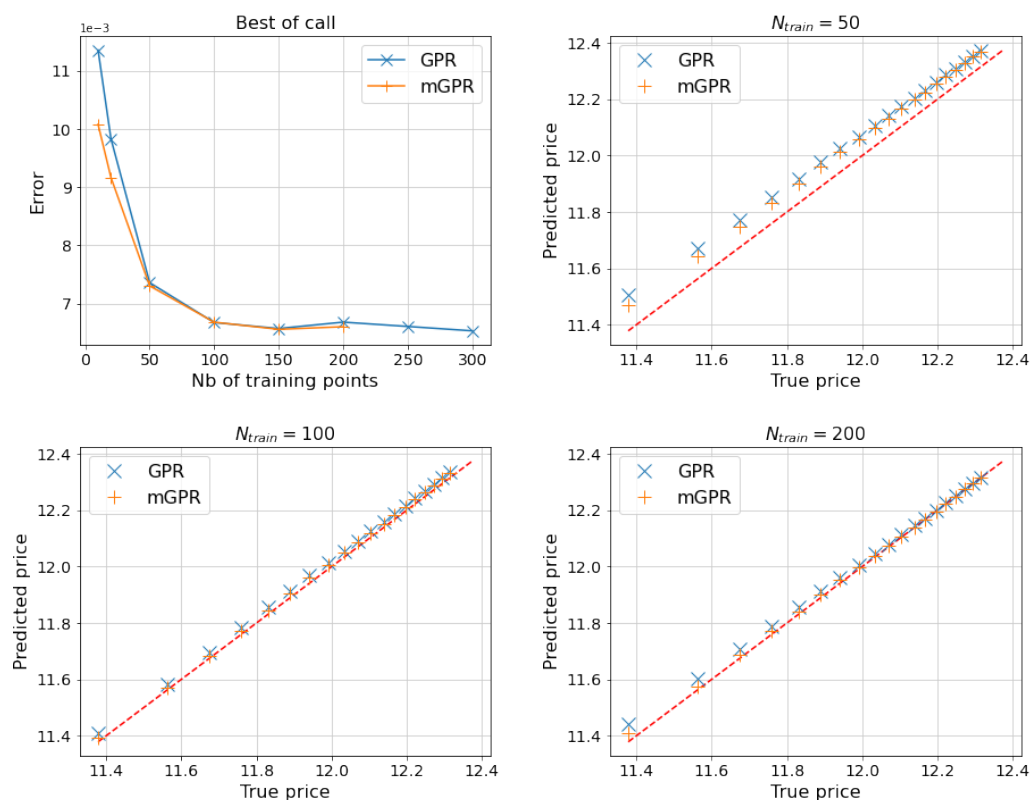 Best of call
1e−3
GPR
mGPR
11
10
9
8
7
Error
0 50 100 150 200 250 300
Nb of training points
N_train = 50
GPR
mGPR
12.4
12.2
12.0
11.8
11.6
11.4
Predicted price
11.4 11.6 11.8 12.0 12.2 12.4
True price
N_train = 100
GPR
mGPR
12.4
12.2
12.0
11.8
11.6
11.4
Predicted price
11.4 11.6 11.8 12.0 12.2 12.4
True price
N_train = 200
GPR
mGPR
12.4
12.2
12.0
11.8
11.6
11.4
Predicted price
11.4 11.6 11.8 12.0 12.2 12.4
True price